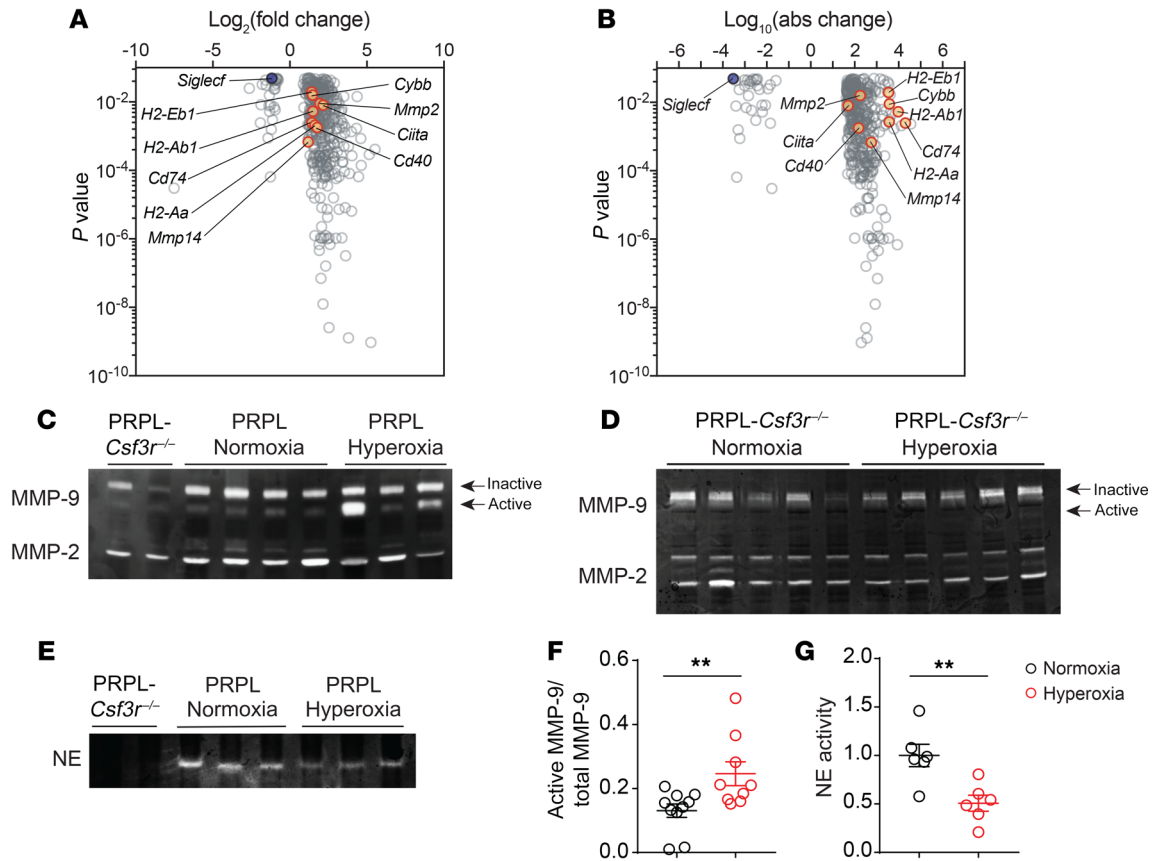 A
Log2(fold change)
-10 -5 0 5 10
P value
10-2
10-4
10-6
10-8
10-10
Siglecf
H2-Eb1
H2-Ab1
Cd74
H2-Aa
Mmp14
Cybb
Mmp2
Ciita
Cd40
B
Log10(abs change)
-6 -4 -2 0 2 4 6
P value
10-2
10-4
10-6
10-8
10-10
Siglecf
Mmp2
Ciita
Cd40
H2-Eb1
Cybb
H2-Ab1
Cd74
H2-Aa
Mmp14
C
PRPL-
Csf3r–/–
PRPL
Normoxia
PRPL
Hyperoxia
MMP-9
MMP-2
Inactive
Active
D
PRPL-Csf3r–/–
Normoxia
PRPL-Csf3r–/–
Hyperoxia
MMP-9
MMP-2
Inactive
Active
E
PRPL-
Csf3r–/–
PRPL
Normoxia
PRPL
Hyperoxia
NE
F
Active MMP-9/
total MMP-9
0.6
0.4
0.2
0.0
**
G
NE activity
2.0
1.5
1.0
0.5
0.0
**
Normoxia
Hyperoxia